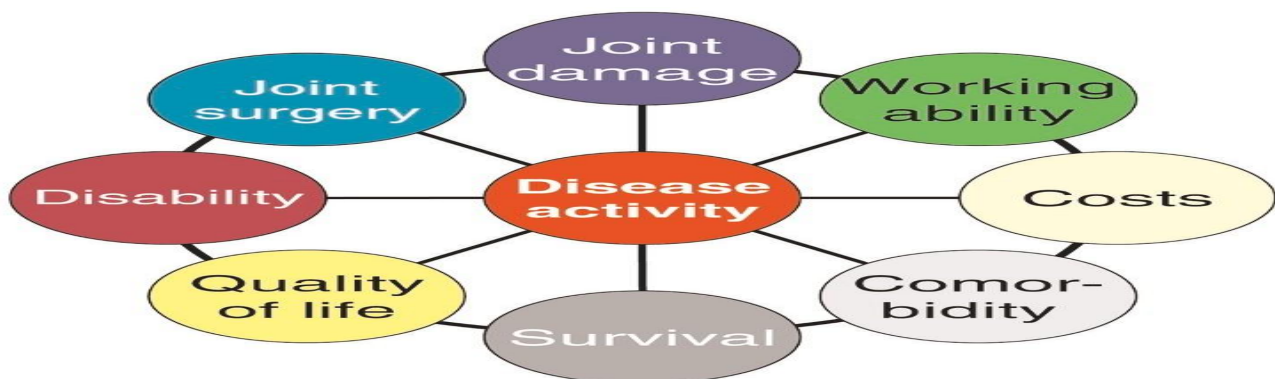 Joint
damage
Joint
surgery
Working
ability
Disability
Disease
activity
Costs
Quality
of life
Comor-
bidity
Survival